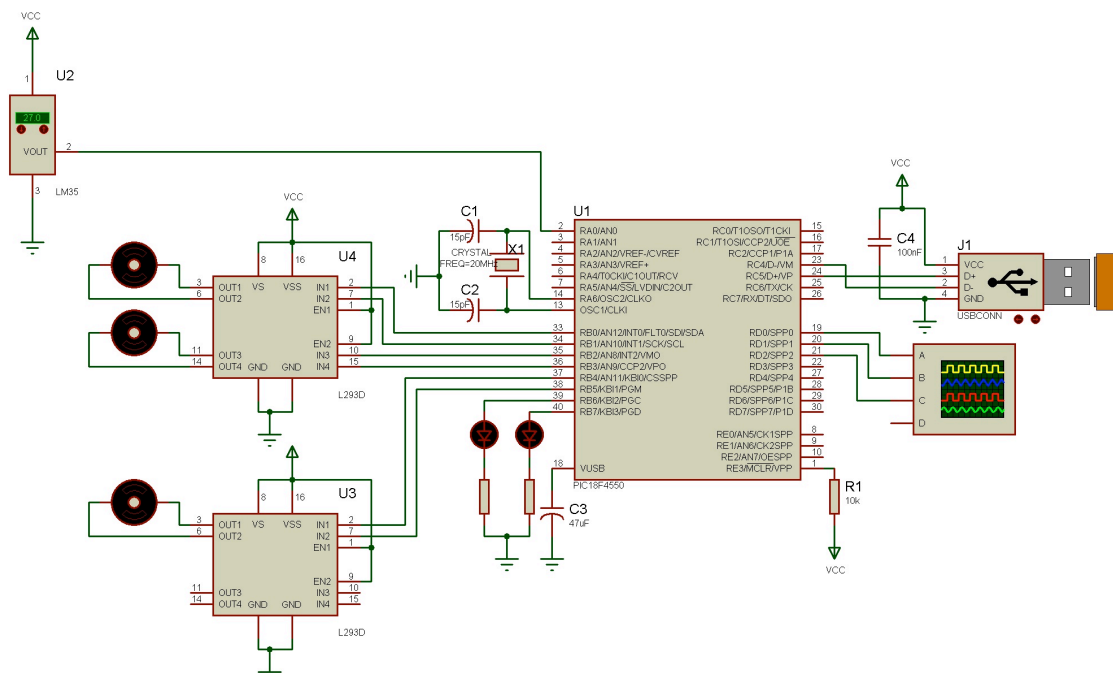 VCC
1
U2
27.0
VOUT
2
3
LM35
VCC
8
16
U4
VS
VSS
3
OUT1
6
OUT2
11
OUT3
14
OUT4
IN1
2
IN2
7
EN1
1
EN2
9
IN3
10
IN4
15
GND
GND
L293D
8
16
U3
VS
VSS
3
OUT1
6
OUT2
IN1
2
IN2
7
EN1
1
EN2
9
11
OUT3
IN3
10
14
OUT4
IN4
15
GND
GND
L293D
C1
15pF
X1
CRYSTAL
FREQ=20MHz
C2
15pF
U1
2
RA0/AN0
3
RA1/AN1
4
RA2/AN2/VREF-/CVREF
5
RA3/AN3/VREF+
6
RA4/T0CKI/C1OUT/RCV
7
RA5/AN4/SS/LVDIN/C2OUT
14
RA6/OSC2/CLKO
13
OSC1/CLKI
33
RB0/AN12/INT0/FLT0/SDI/SDA
34
RB1/AN10/INT1/SCK/SCL
35
RB2/AN8/INT2/VMO
36
RB3/AN9/CCP2/VPO
37
RB4/AN11/KBI0/CSSPP
38
RB5/KBI1/PGM
39
RB6/KBI2/PGC
40
RB7/KBI3/PGD
18
VUSB
RC0/T1OSO/T1CKI
15
RC1/T1OSI/CCP2/UOE
16
RC2/CCP1/P1A
17
RC4/D-/VM
23
RC5/D+/VP
24
RC6/TX/CK
25
RC7/RX/DT/SDO
26
RD0/SPP0
19
RD1/SPP1
20
RD2/SPP2
21
RD3/SPP3
22
RD4/SPP4
27
RD5/SPP5/P1B
28
RD6/SPP6/P1C
29
RD7/SPP7/P1D
30
RE0/AN5/CK1SPP
8
RE1/AN6/CK2SPP
9
RE2/AN7/OESPP
10
RE3/MCLR/VPP
1
PIC18F4550
C3
47uF
R1
10k
VCC
VCC
C4
100nF
J1
1
VCC
3
D+
2
D-
4
GND
USBCONN
A
B
C
D